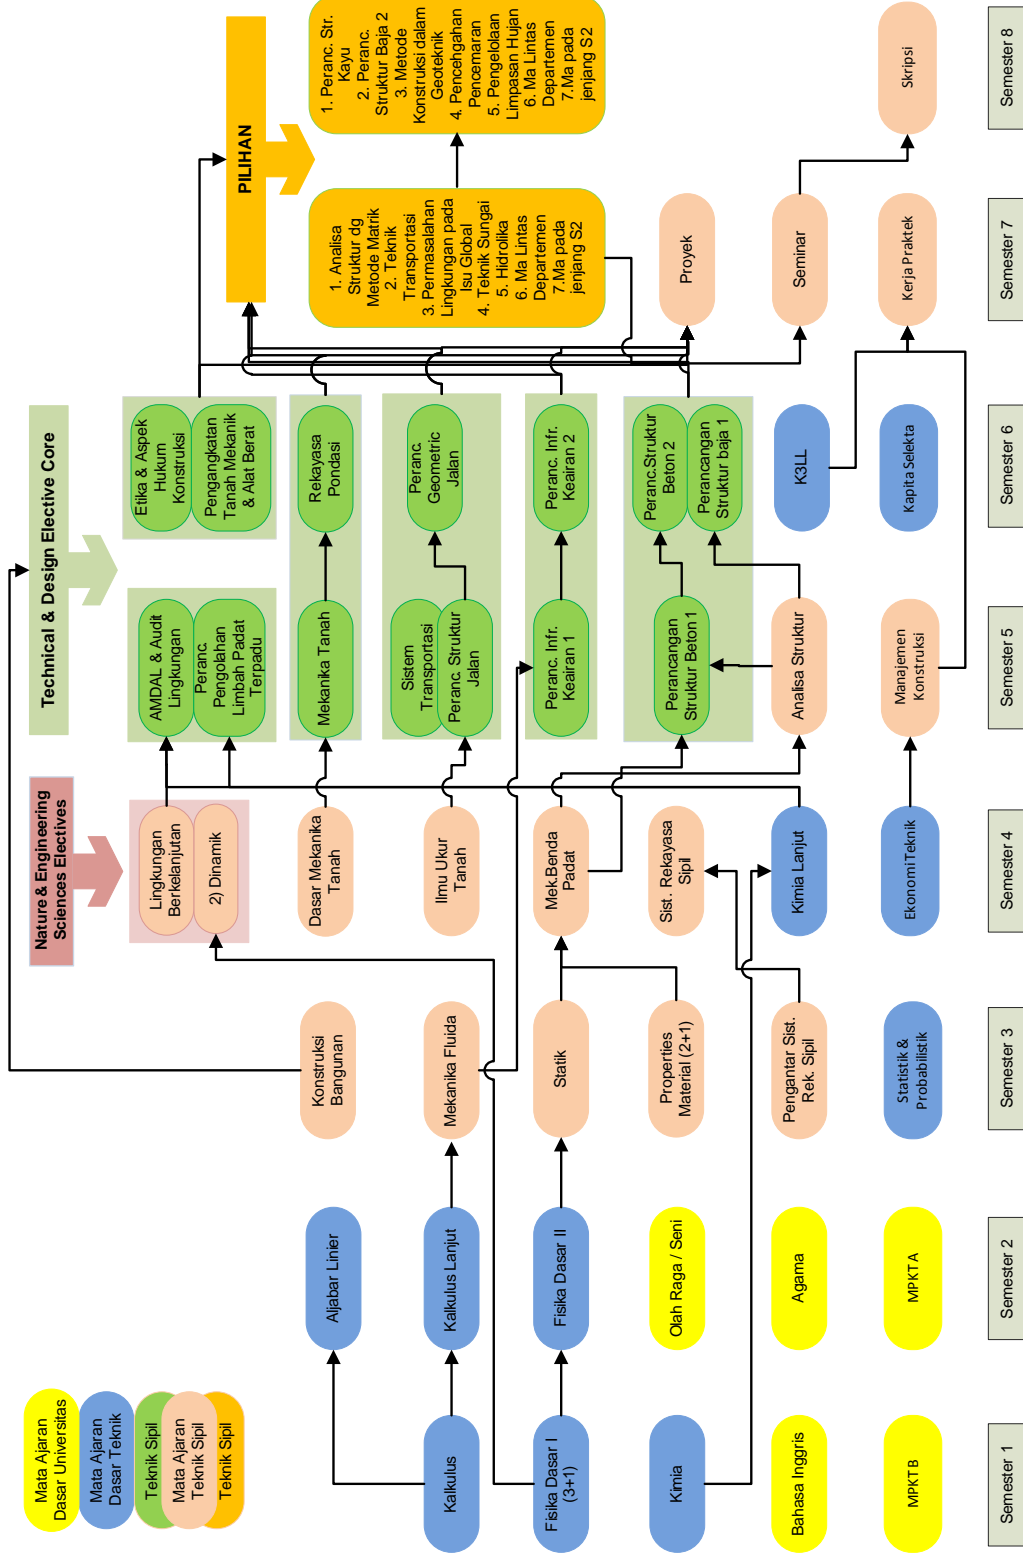 Mata Ajaran
Dasar Universitas
Mata Ajaran
Dasar Teknik
Teknik Sipil
Mata Ajaran
Teknik Sipil
Teknik Sipil
Nature & Engineering
Sciences Electives
Technical & Design Elective Core
PILIHAN
Kalkulus
Fisika Dasar I
(3+1)
Kimia
Bahasa Inggris
MPKT B
Semester 1
Aljabar Linier
Kalkulus Lanjut
Fisika Dasar II
Olah Raga / Seni
Agama
MPKT A
Semester 2
Konstruksi
Bangunan
Mekanika Fluida
Statik
Properties
Material (2+1)
Pengantar Sist.
Rek. Sipil
Statistik &
Probabilistik
Semester 3
Lingkungan
Berkelanjutan
2) Dinamik
Dasar Mekanika
Tanah
Ilmu Ukur
Tanah
Mek.Benda
Padat
Sist. Rekayasa
Sipil
Kimia Lanjut
Ekonomi Teknik
Semester 4
AMDAL & Audit
Lingkungan
Peranc.
Pengolahan
Limbah Padat
Terpadu
Mekanika Tanah
Sistem
Transportasi
Peranc. Struktur
Jalan
Peranc. Infr.
Keairan 1
Perancangan
Struktur Beton 1
Analisa Struktur
Manajemen
Konstruksi
Semester 5
Etika & Aspek
Hukum
Konstruksi
Pengangkatan
Tanah Mekanik
& Alat Berat
Rekayasa
Pondasi
Peranc.
Geometric
Jalan
Peranc. Infr.
Keairan 2
Peranc.Struktur
Beton 2
Perancangan
Struktur baja 1
K3LL
Kapita Selekta
Semester 6
1. Analisa
Struktur dg
Metode Matrik
2. Teknik
Transportasi
3. Permasalahan
Lingkungan pada
Isu Global
4. Teknik Sungai
5. Hidrolika
6. Ma Lintas
Departemen
7.Ma pada
jenjang S2
Proyek
Seminar
Kerja Praktek
Semester 7
1. Peranc. Str.
Kayu
2. Peranc.
Struktur Baja 2
3. Metode
Konstruksi dalam
Geoteknik
4. Pencehgahan
Pencemaran
5. Pengelolaan
Limpasan Hujan
6. Ma Lintas
Departemen
7.Ma pada
jenjang S2
Skripsi
Semester 8